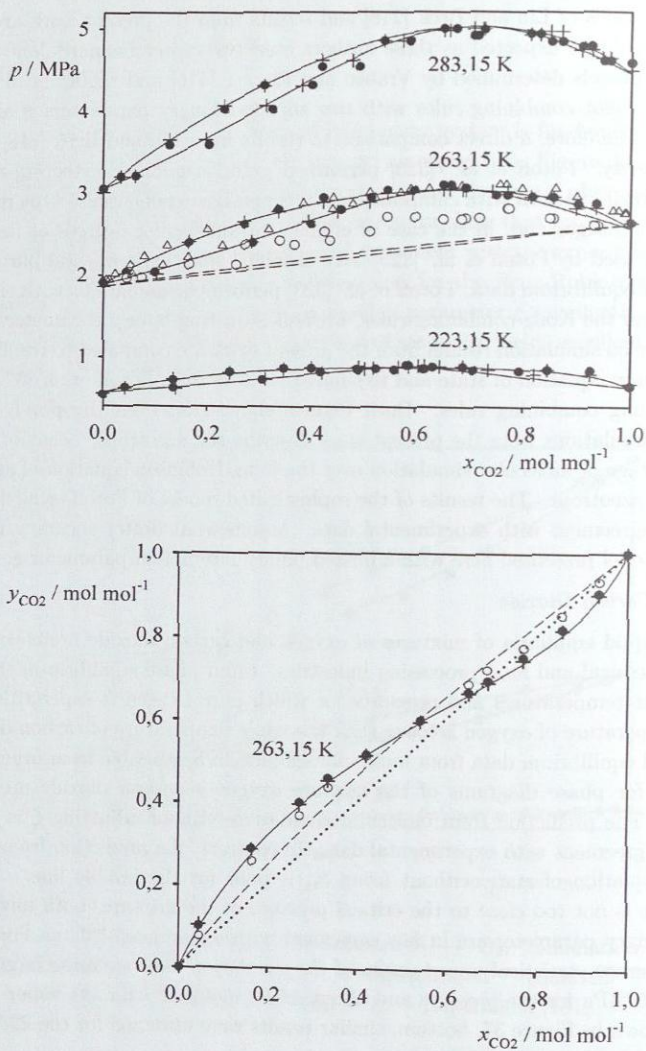 5
p / MPa
283,15 K
4
263,15 K
3
2
223,15 K
1
0,0 0,2 0,4 0,6 0,8 1,0
x CO2 / mol mol⁻¹
1,0
y CO2 / mol mol⁻¹
0,8
0,6
263,15 K
0,4
0,2
0,0
0,0 0,2 0,4 0,6 0,8 1,0
x CO2 / mol mol⁻¹